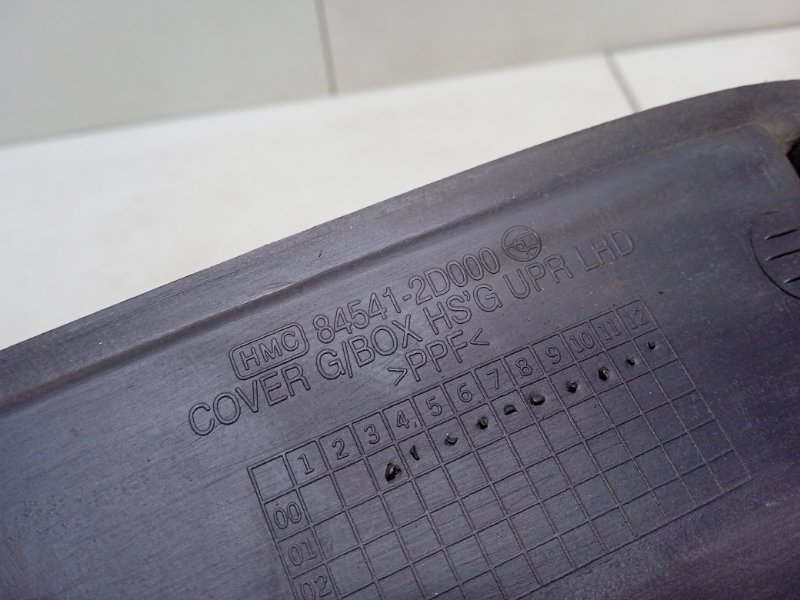 HMC 84541-2D000
COVER G/BOX HS'G UPR LHD
>PPF<
1 2 3 4 5 6 7 8 9 10 11 12
00
01
02